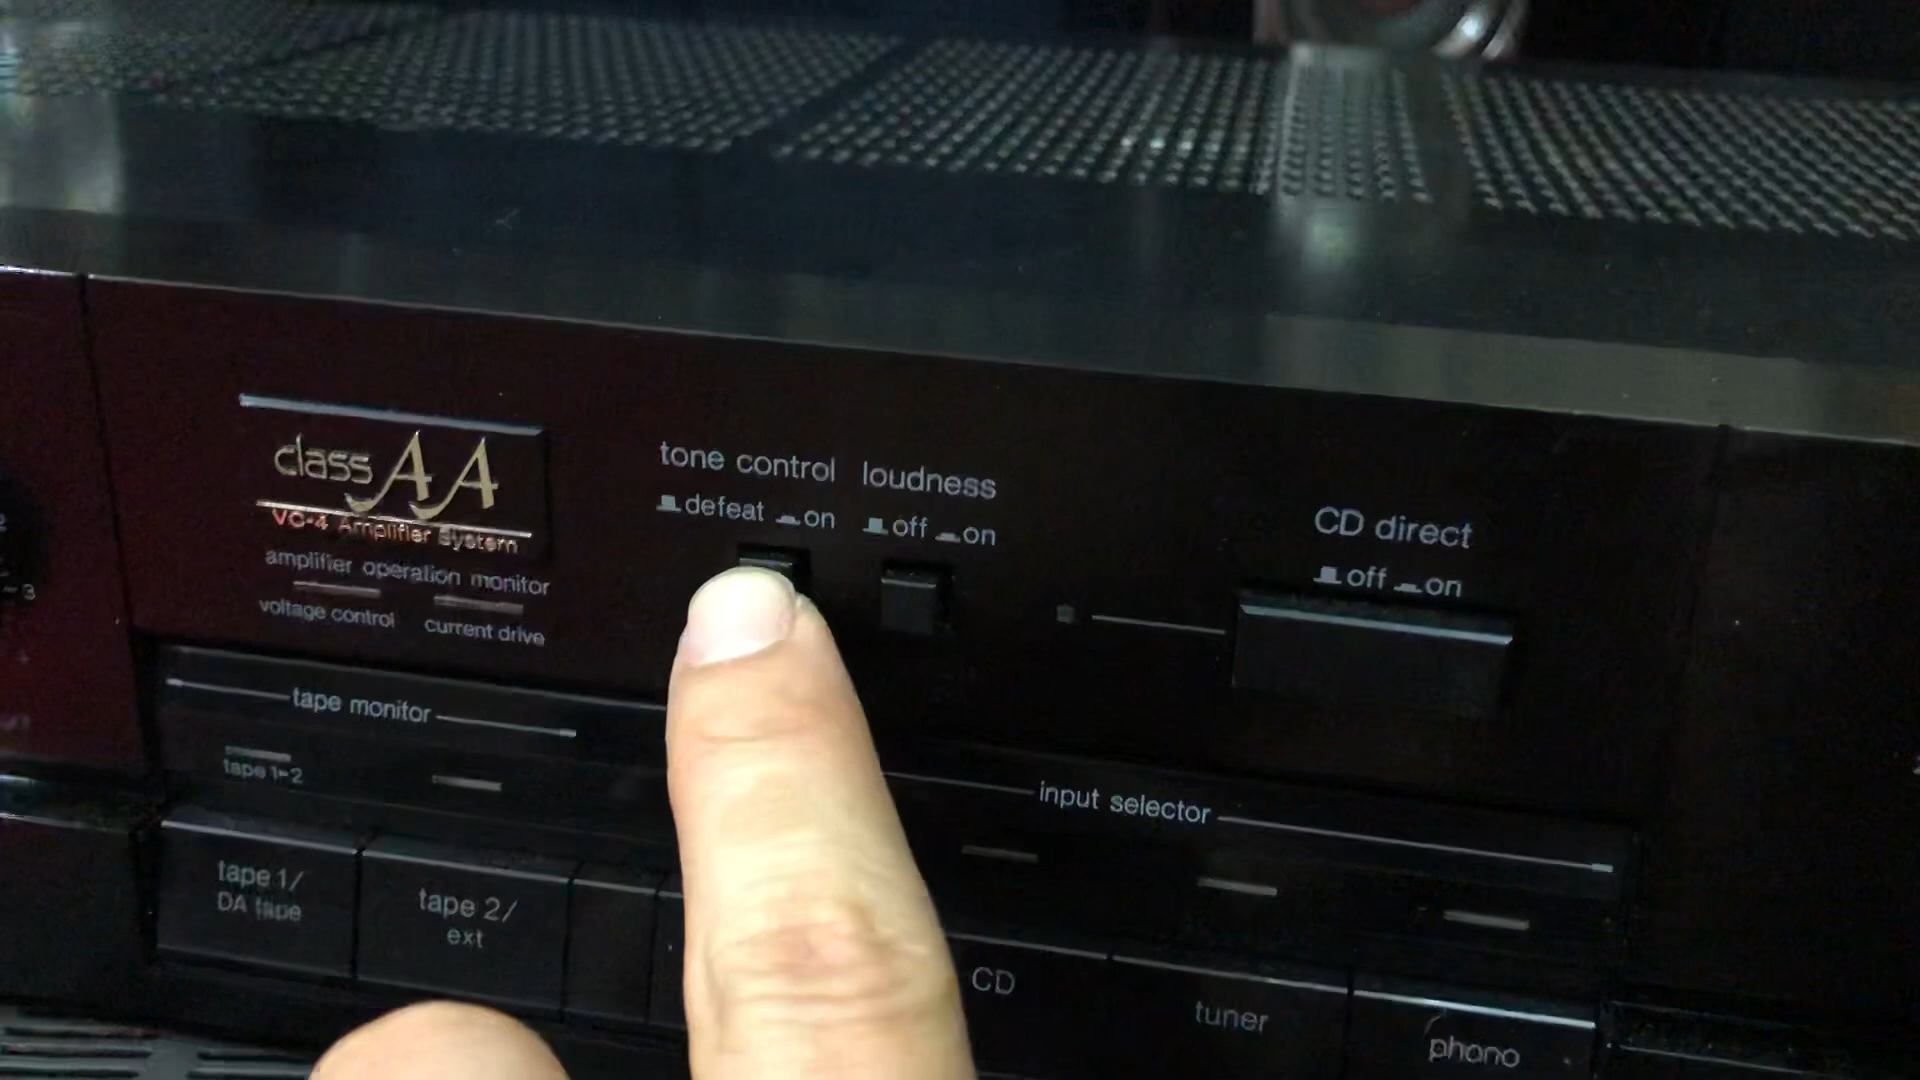 class AA
VC-4 Amplifier System
amplifier operation monitor
voltage control current drive
tone control loudness
defeat on off on
CD direct
off on
tape monitor
tape 1-2
input selector
tape 1/
DA tape
tape 2/
ext
CD
tuner
phono
3